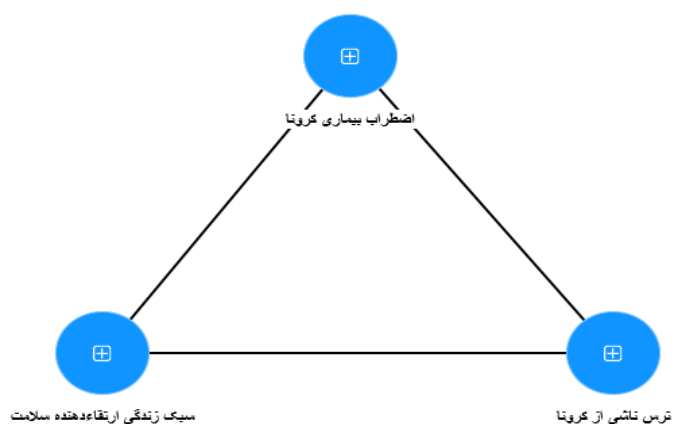 اضطراب بیماری کرونا
ترس ناشی از کرونا
سبک زندگی ارتقاءدهنده سلامت